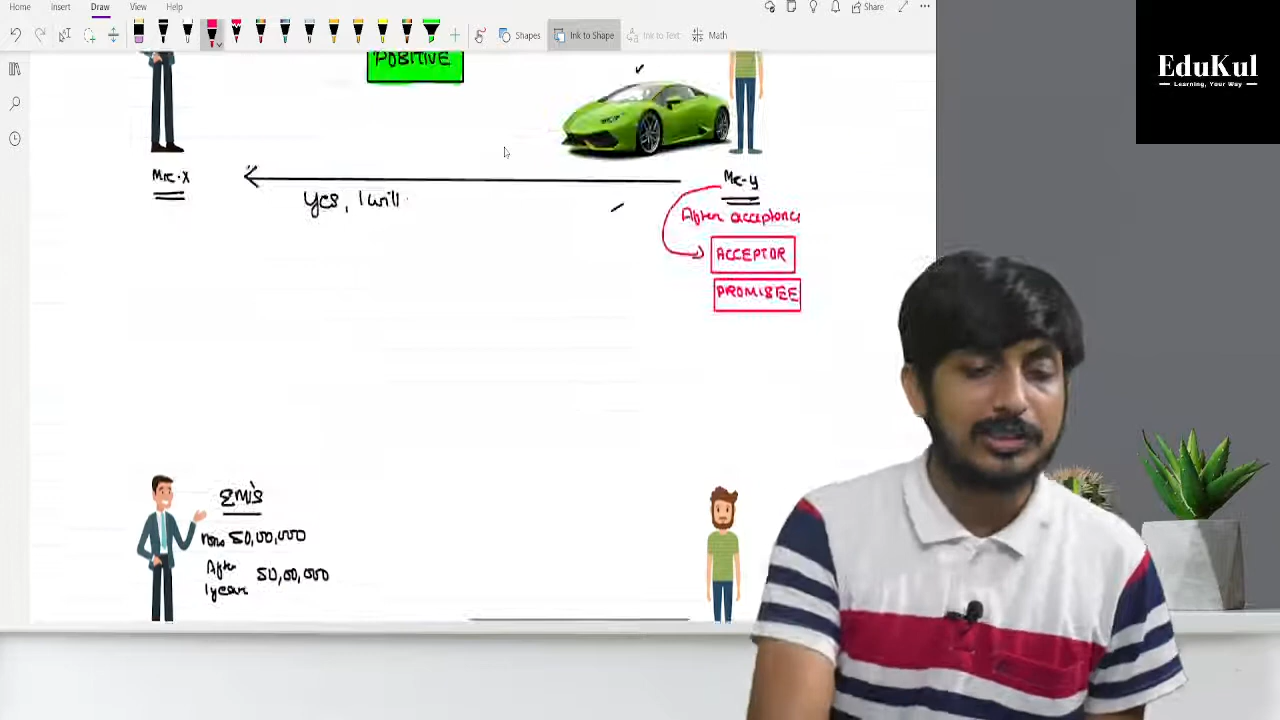 Home Insert Draw View Help
Share
Shapes
Ink to Shape
Ink to Text
Math
EduKul
Learning, Your Way
POSITIVE
Mr. X
Mr. Y
Yes, I will
After acceptance
ACCEPTOR
PROMISEE
EMI's
now 50,00,000
After 50,00,000
1 year